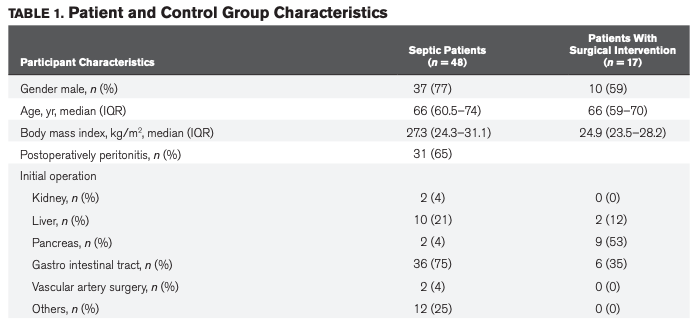 TABLE 1. Patient and Control Group Characteristics
Participant Characteristics Septic Patients (n = 48) Patients With Surgical Intervention (n = 17)
Gender male, n (%) 37 (77) 10 (59)
Age, yr, median (IQR) 66 (60.5–74) 66 (59–70)
Body mass index, kg/m², median (IQR) 27.3 (24.3–31.1) 24.9 (23.5–28.2)
Postoperatively peritonitis, n (%) 31 (65)
Initial operation
Kidney, n (%) 2 (4) 0 (0)
Liver, n (%) 10 (21) 2 (12)
Pancreas, n (%) 2 (4) 9 (53)
Gastro intestinal tract, n (%) 36 (75) 6 (35)
Vascular artery surgery, n (%) 2 (4) 0 (0)
Others, n (%) 12 (25) 0 (0)